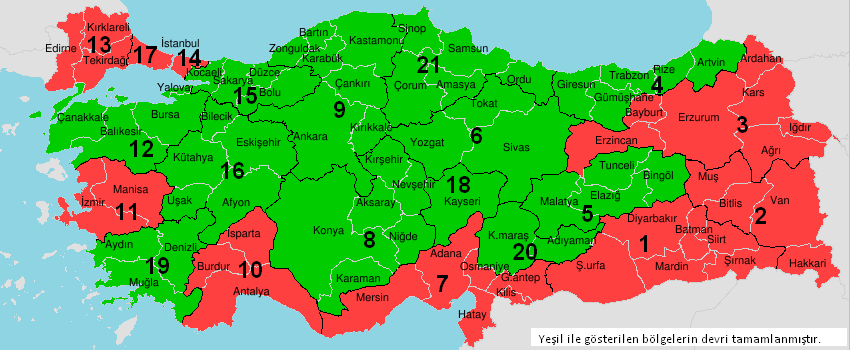 Kırklareli
Edirne
13
Tekirdağ
17
İstanbul
14
Kocaeli
Yalova
Sakarya
Düzce
15
Bolu
Bartın
Zonguldak
Karabük
Kastamonu
Sinop
Samsun
21
Çankırı
Çorum
Amasya
Ordu
Tokat
Giresun
Trabzon
Rize
4
Artvin
Gümüşhane
Bayburt
Ardahan
Kars
Erzurum
3
Iğdır
Ağrı
Erzincan
Çanakkale
Balıkesir
12
Bursa
Bilecik
Eskişehir
Kütahya
16
Ankara
9
Kırıkkale
Yozgat
6
Sivas
Kırşehir
Nevşehir
18
Kayseri
Tunceli
Bingöl
Elazığ
Malatya
5
Muş
Bitlis
Van
2
Manisa
İzmir
11
Uşak
Afyon
Isparta
Konya
Aksaray
8
Niğde
K.maraş
20
Adıyaman
Diyarbakır
1
Batman
Siirt
Şırnak
Hakkari
Mardin
Ş.urfa
Aydın
Denizli
19
Muğla
Burdur
10
Antalya
Karaman
Mersin
Adana
7
Osmaniye
G.antep
Kilis
Hatay
Yeşil ile gösterilen bölgelerin devri tamamlanmıştır.